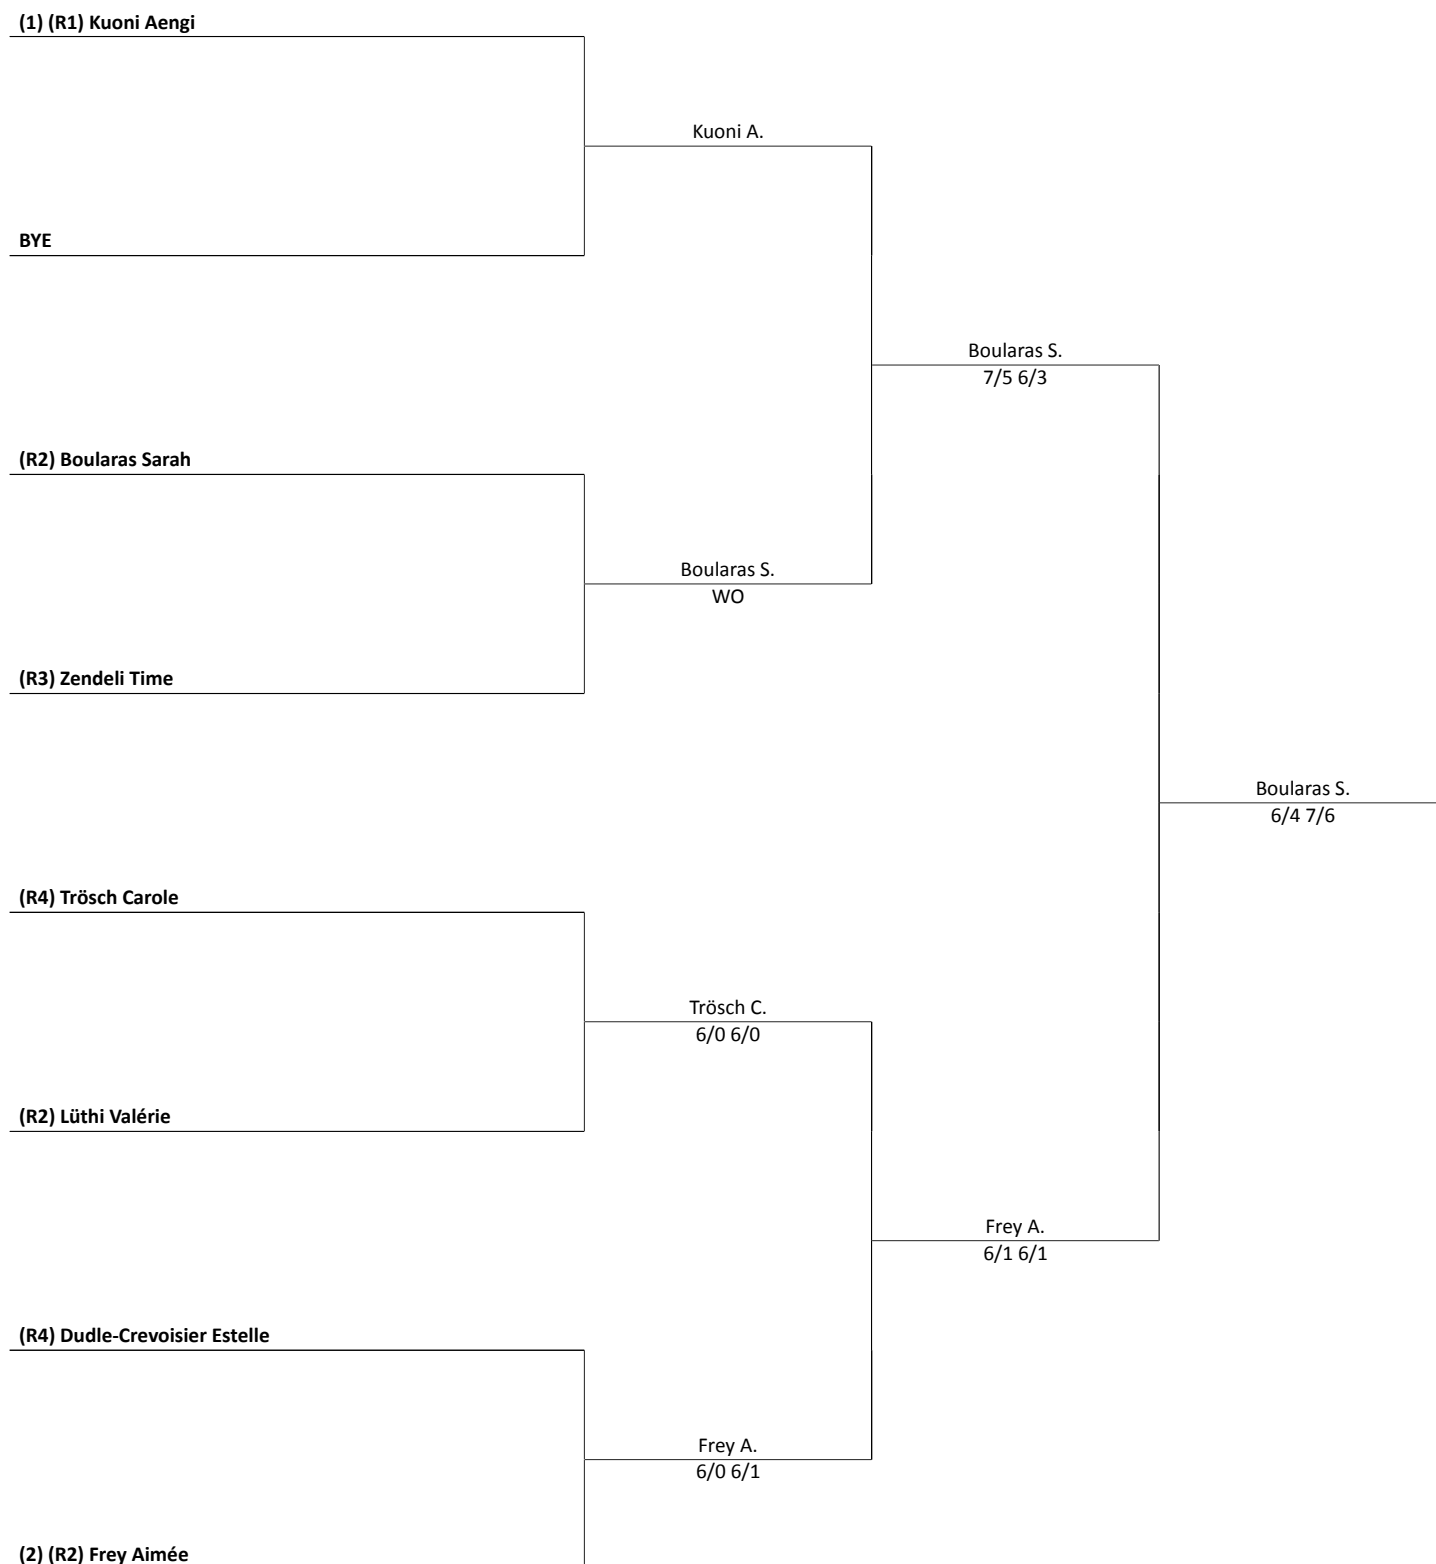 (1) (R1) Kuoni Aengi
Kuoni A.
BYE
Boularas S.
7/5 6/3
(R2) Boularas Sarah
Boularas S.
WO
(R3) Zendeli Time
Boularas S.
6/4 7/6
(R4) Trösch Carole
Trösch C.
6/0 6/0
(R2) Lüthi Valérie
Frey A.
6/1 6/1
(R4) Dudle-Crevoisier Estelle
Frey A.
6/0 6/1
(2) (R2) Frey Aimée